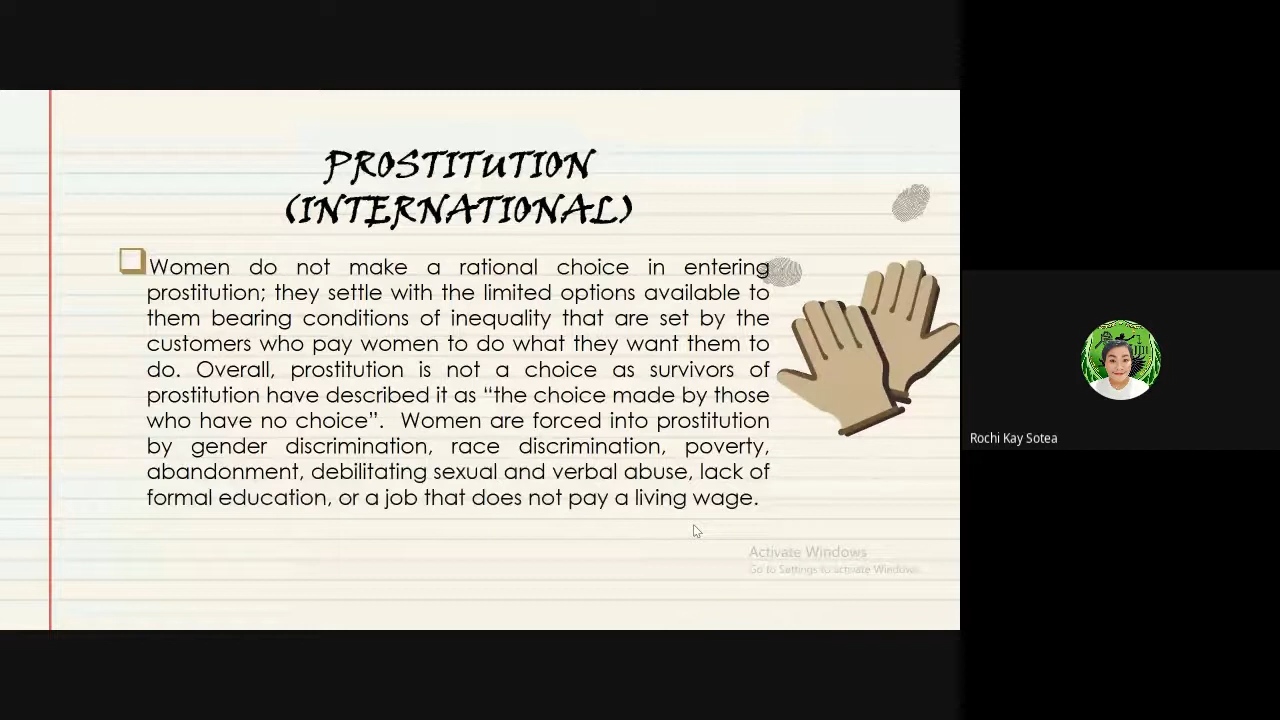 PROSTITUTION
(INTERNATIONAL)
Women do not make a rational choice in entering
prostitution; they settle with the limited options available to
them bearing conditions of inequality that are set by the
customers who pay women to do what they want them to
do. Overall, prostitution is not a choice as survivors of
prostitution have described it as “the choice made by those
who have no choice”. Women are forced into prostitution
by gender discrimination, race discrimination, poverty,
abandonment, debilitating sexual and verbal abuse, lack of
formal education, or a job that does not pay a living wage.
Activate Windows
Go to Settings to activate Windows.
Rochi Kay Sotea